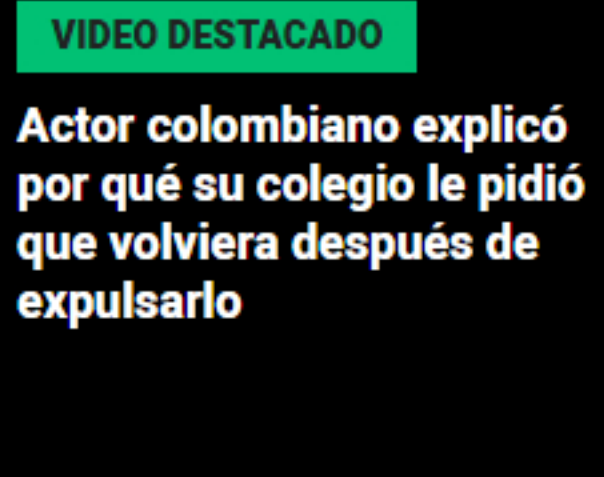 VIDEO DESTACADO
Actor colombiano explicó
por qué su colegio le pidió
que volviera después de
expulsarlo